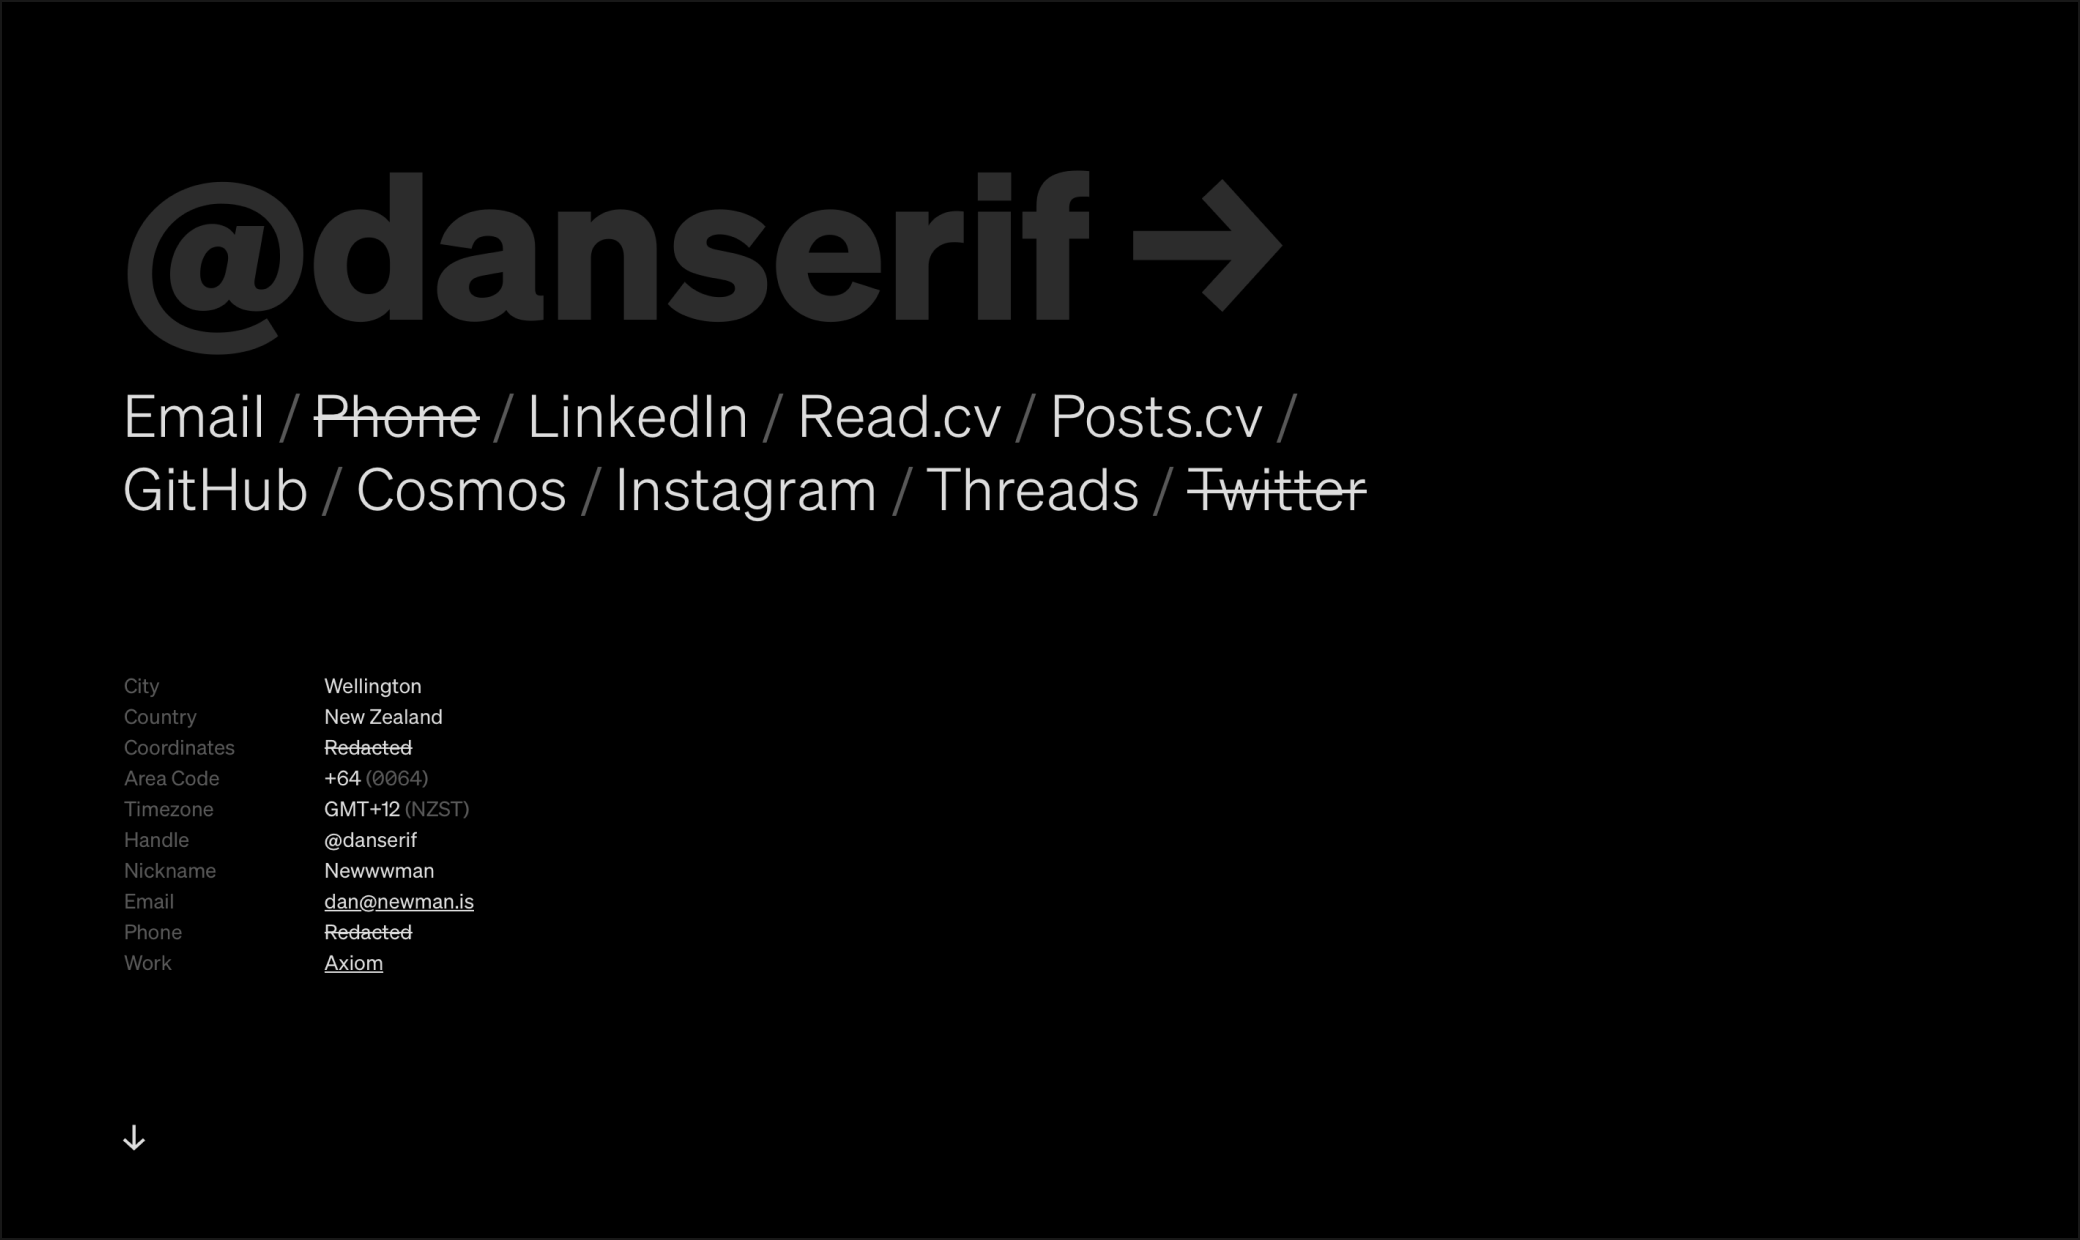 @danserif →
Email / Phone / LinkedIn / Read.cv / Posts.cv /
GitHub / Cosmos / Instagram / Threads / Twitter
City Wellington
Country New Zealand
Coordinates Redacted
Area Code +64 (0064)
Timezone GMT+12 (NZST)
Handle @danserif
Nickname Newwwman
Email dan@newman.is
Phone Redacted
Work Axiom
↓